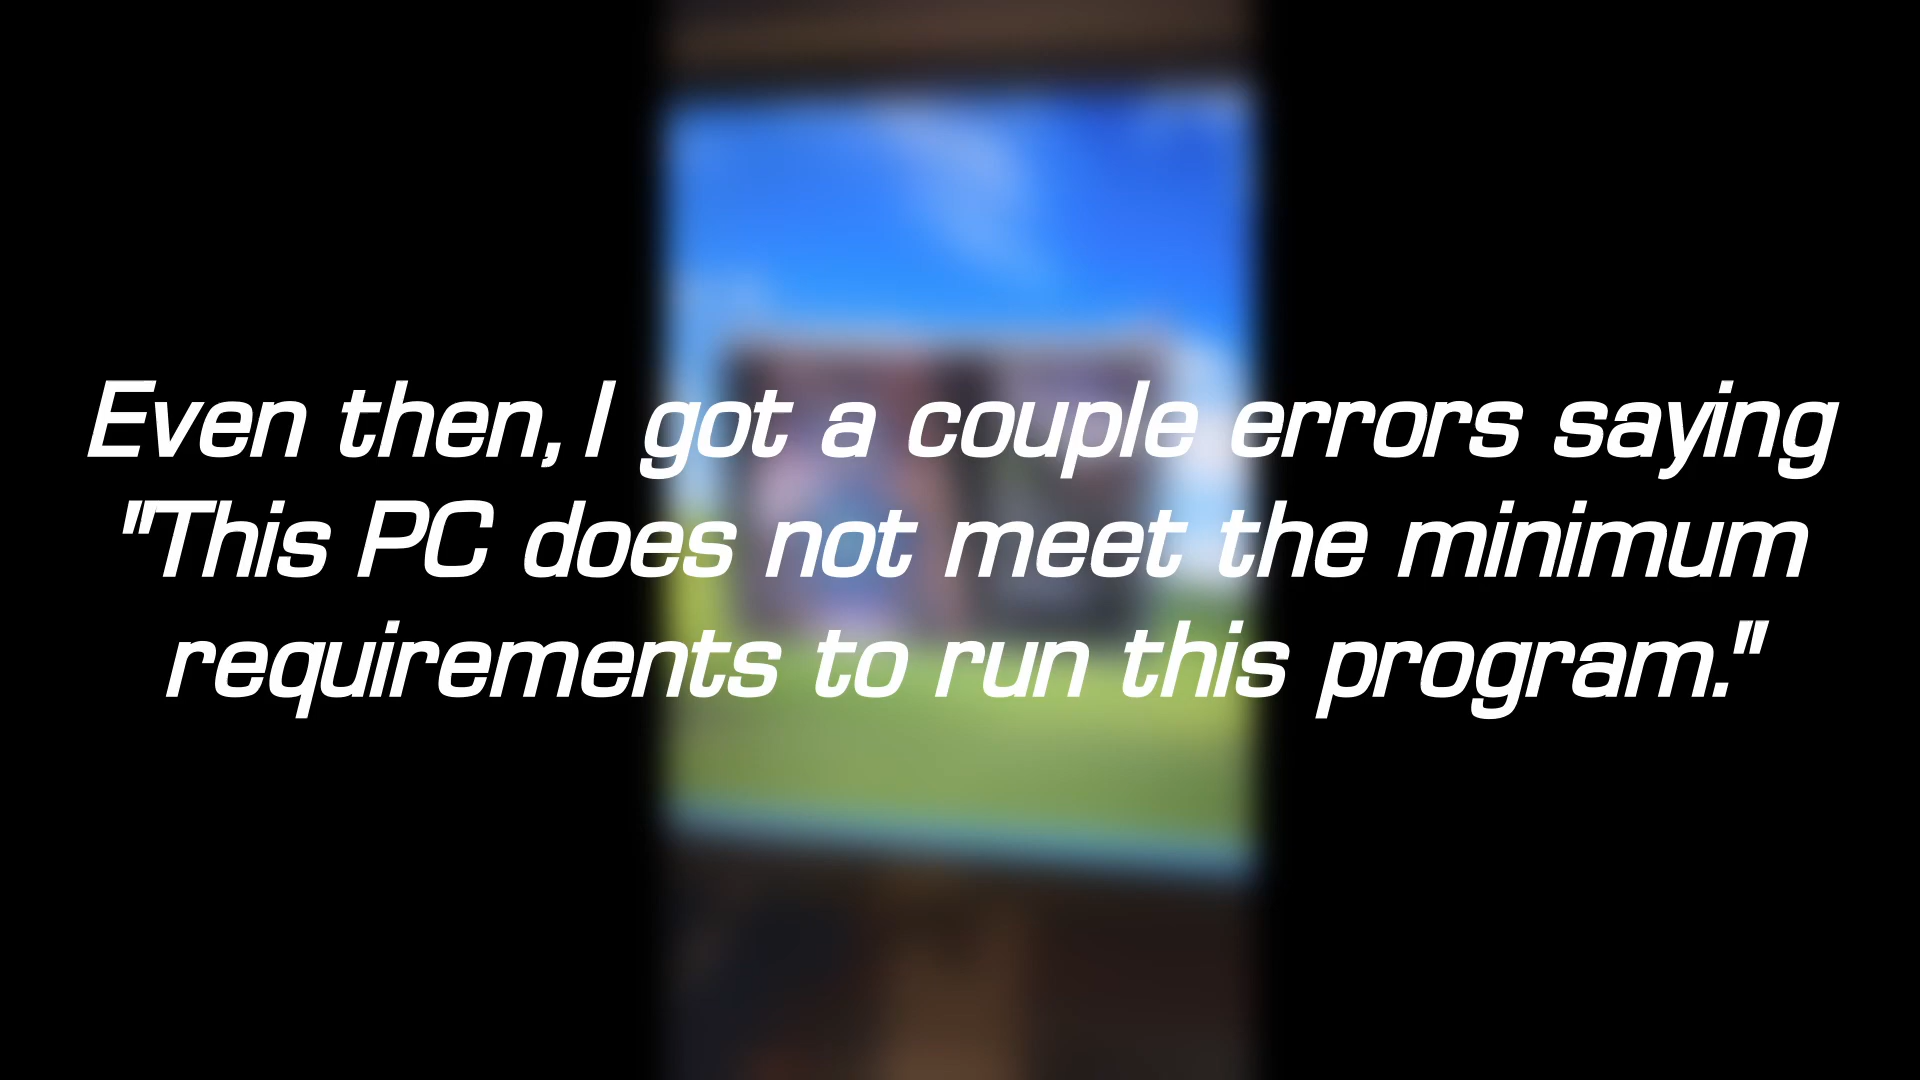 Even then, I got a couple errors saying
"This PC does not meet the minimum
requirements to run this program."